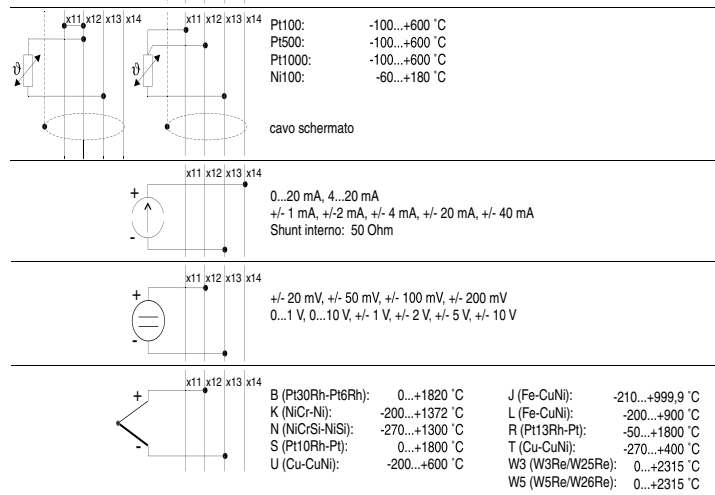 x11 x12 x13 x14 x11 x12 x13 x14
Pt100: -100...+600 °C
Pt500: -100...+600 °C
Pt1000: -100...+600 °C
Ni100: -60...+180 °C
ϑ ϑ
cavo schermato
x11 x12 x13 x14
+
-
0...20 mA, 4...20 mA
+/- 1 mA, +/-2 mA, +/- 4 mA, +/- 20 mA, +/- 40 mA
Shunt interno: 50 Ohm
x11 x12 x13 x14
+
-
+/- 20 mV, +/- 50 mV, +/- 100 mV, +/- 200 mV
0...1 V, 0...10 V, +/- 1 V, +/- 2 V, +/- 5 V, +/- 10 V
x11 x12 x13 x14
+
-
B (Pt30Rh-Pt6Rh): 0...+1820 °C J (Fe-CuNi): -210...+999,9 °C
K (NiCr-Ni): -200...+1372 °C L (Fe-CuNi): -200...+900 °C
N (NiCrSi-NiSi): -270...+1300 °C R (Pt13Rh-Pt): -50...+1800 °C
S (Pt10Rh-Pt): 0...+1800 °C T (Cu-CuNi): -270...+400 °C
U (Cu-CuNi): -200...+600 °C W3 (W3Re/W25Re): 0...+2315 °C
W5 (W5Re/W26Re): 0...+2315 °C